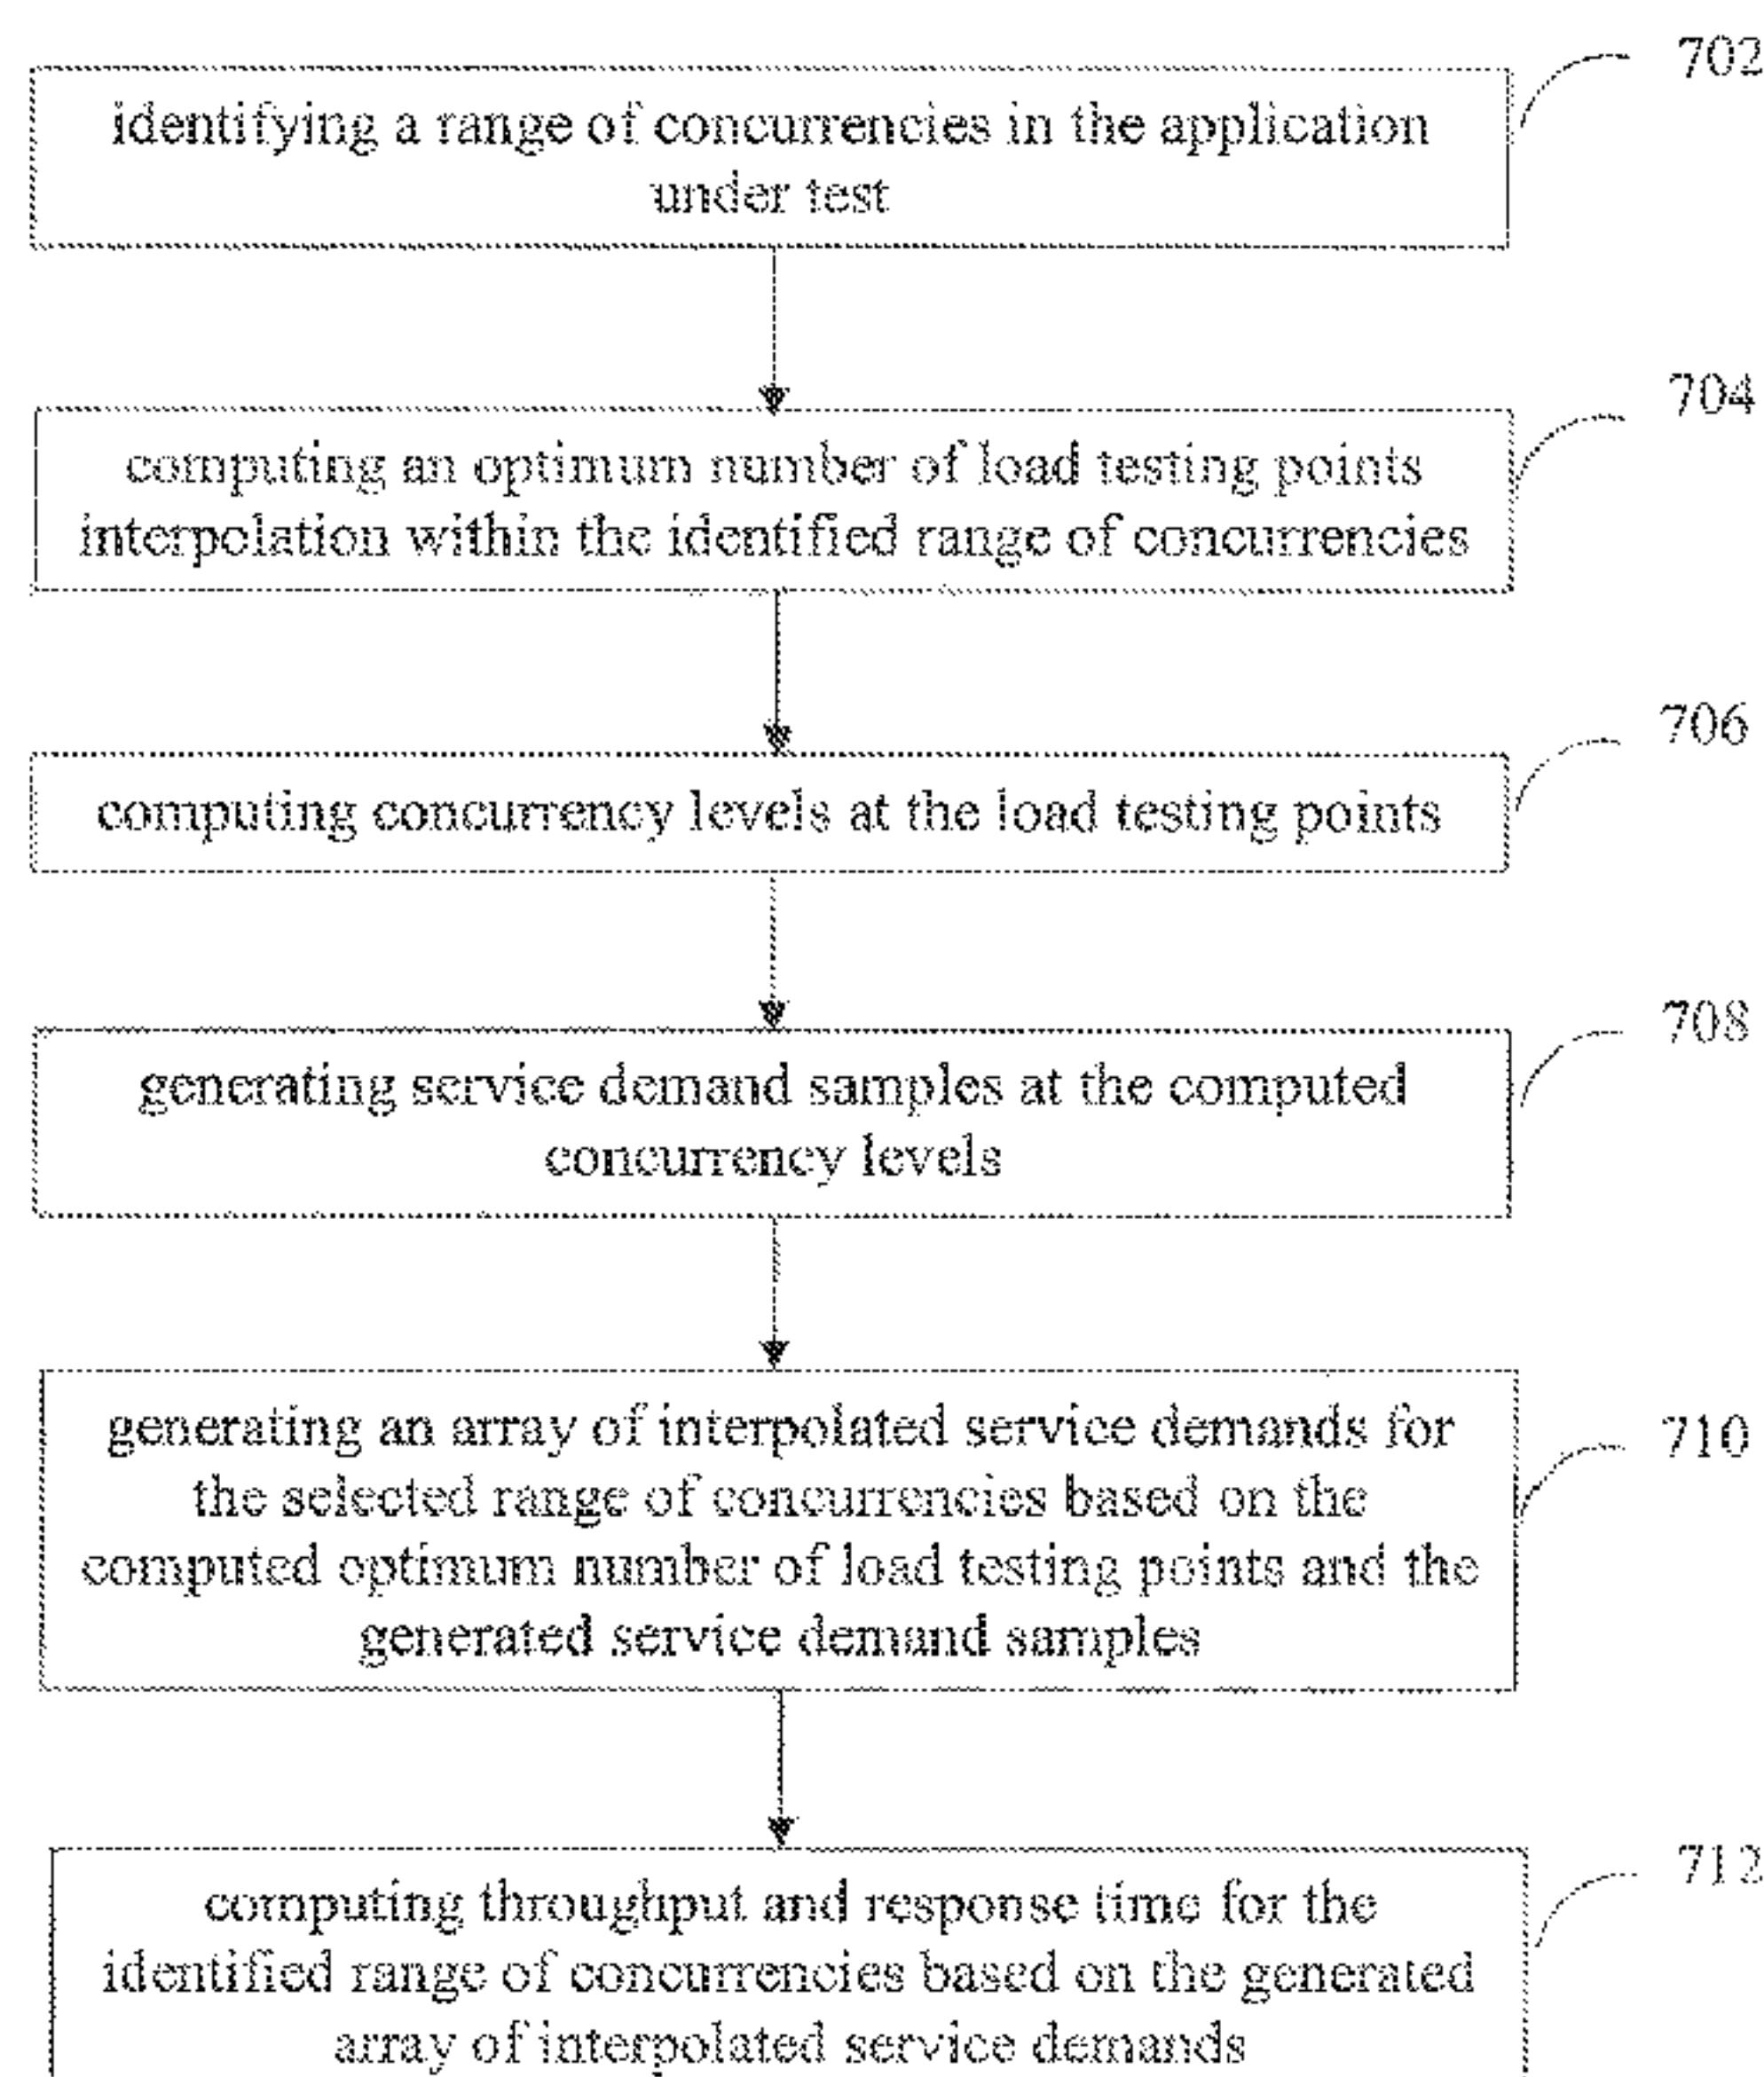 702
identifying a range of concurrencies in the application
under test
704
computing an optimum number of load testing points
interpolation within the identified range of concurrencies
706
computing concurrency levels at the load testing points
708
generating service demand samples at the computed
concurrency levels
710
generating an array of interpolated service demands for
the selected range of concurrencies based on the
computed optimum number of load testing points and the
generated service demand samples
712
computing throughput and response time for the
identified range of concurrencies based on the generated
array of interpolated service demands